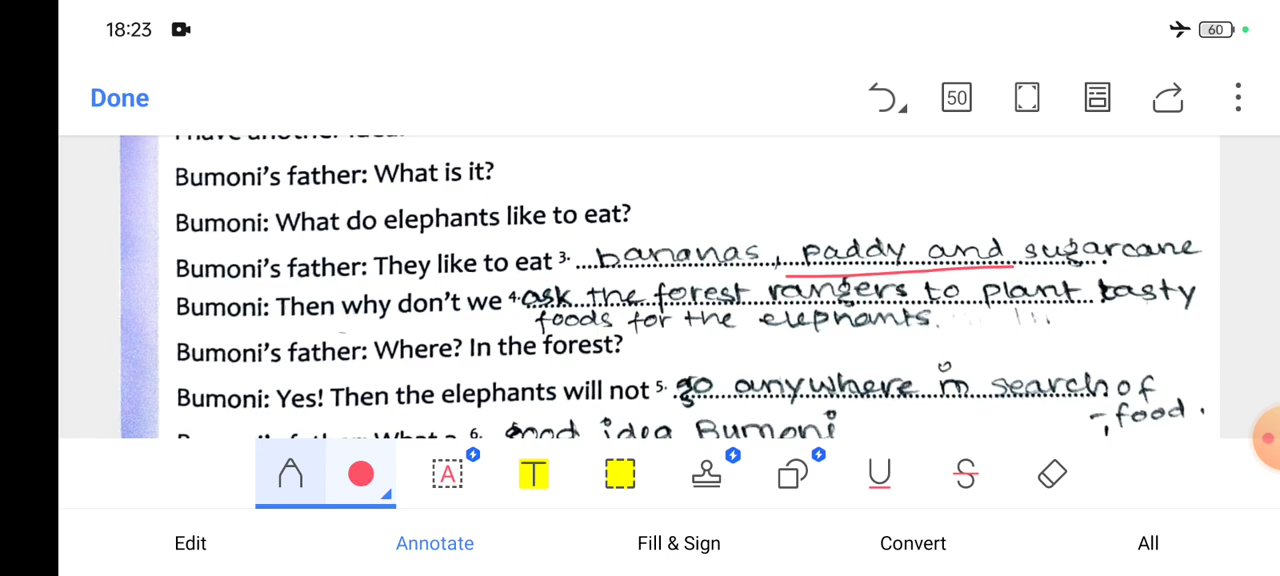 18:23
60
Done
50
I have another idea.
Bumoni's father: What is it?
Bumoni: What do elephants like to eat?
Bumoni's father: They like to eat 3. bananas, paddy and sugarcane
Bumoni: Then why don't we 4. ask the forest rangers to plant tasty
foods for the elephants.
Bumoni's father: Where? In the forest?
Bumoni: Yes! Then the elephants will not 5. go anywhere in search of
food.
6. Good idea Bumoni
A
T
U
S
Edit
Annotate
Fill & Sign
Convert
All